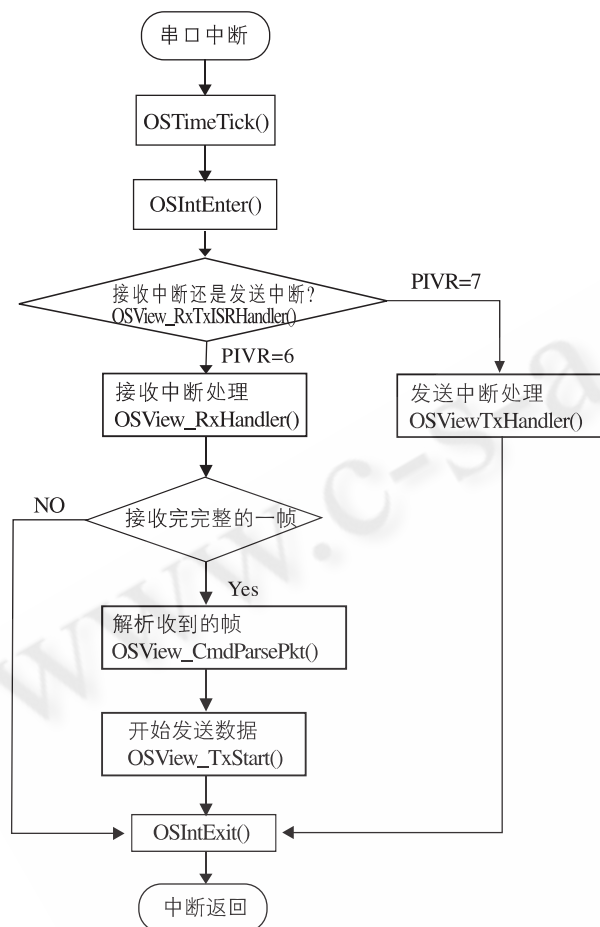 串口中断
OSTimeTick()
OSIntEnter()
接收中断还是发送中断?
OSView_RxTxISRHandler()
PIVR=7
PIVR=6
接收中断处理
OSView_RxHandler()
发送中断处理
OSViewTxHandler()
接收完完整的一帧
NO
Yes
解析收到的帧
OSView_CmdParsePkt()
开始发送数据
OSView_TxStart()
OSIntExit()
中断返回
www.c-s-a